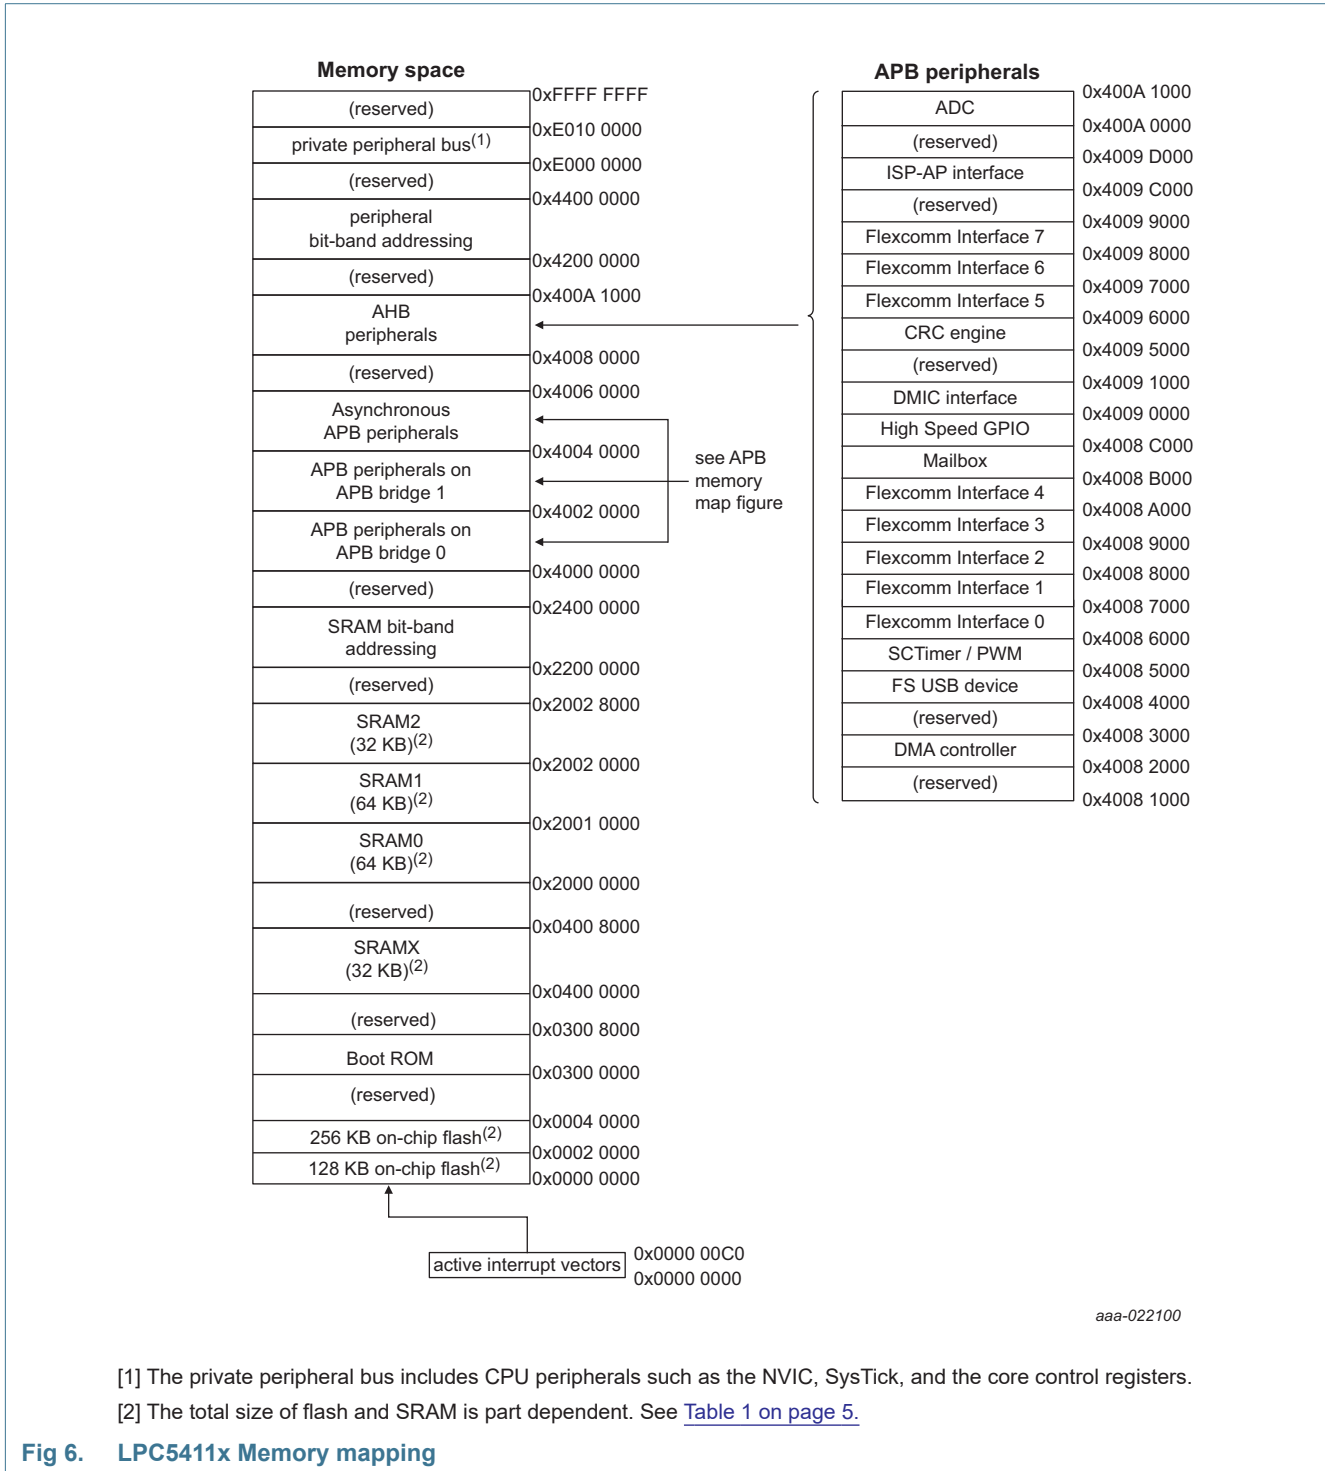 Memory space
0xFFFF FFFF
(reserved)
0xE010 0000
private peripheral bus(1)
0xE000 0000
(reserved)
0x4400 0000
peripheral
bit-band addressing
0x4200 0000
(reserved)
0x400A 1000
AHB
peripherals
0x4008 0000
(reserved)
0x4006 0000
Asynchronous
APB peripherals
0x4004 0000
APB peripherals on
APB bridge 1
0x4002 0000
APB peripherals on
APB bridge 0
0x4000 0000
(reserved)
0x2400 0000
SRAM bit-band
addressing
0x2200 0000
(reserved)
0x2002 8000
SRAM2
(32 KB)(2)
0x2002 0000
SRAM1
(64 KB)(2)
0x2001 0000
SRAM0
(64 KB)(2)
0x2000 0000
(reserved)
0x0400 8000
SRAMX
(32 KB)(2)
0x0400 0000
(reserved)
0x0300 8000
Boot ROM
0x0300 0000
(reserved)
0x0004 0000
256 KB on-chip flash(2)
0x0002 0000
128 KB on-chip flash(2)
0x0000 0000
active interrupt vectors
0x0000 00C0
0x0000 0000
see APB
memory
map figure
APB peripherals
0x400A 1000
ADC
0x400A 0000
(reserved)
0x4009 D000
ISP-AP interface
0x4009 C000
(reserved)
0x4009 9000
Flexcomm Interface 7
0x4009 8000
Flexcomm Interface 6
0x4009 7000
Flexcomm Interface 5
0x4009 6000
CRC engine
0x4009 5000
(reserved)
0x4009 1000
DMIC interface
0x4009 0000
High Speed GPIO
0x4008 C000
Mailbox
0x4008 B000
Flexcomm Interface 4
0x4008 A000
Flexcomm Interface 3
0x4008 9000
Flexcomm Interface 2
0x4008 8000
Flexcomm Interface 1
0x4008 7000
Flexcomm Interface 0
0x4008 6000
SCTimer / PWM
0x4008 5000
FS USB device
0x4008 4000
(reserved)
0x4008 3000
DMA controller
0x4008 2000
(reserved)
0x4008 1000
aaa-022100
[1] The private peripheral bus includes CPU peripherals such as the NVIC, SysTick, and the core control registers.
[2] The total size of flash and SRAM is part dependent. See Table 1 on page 5.
Fig 6. LPC5411x Memory mapping